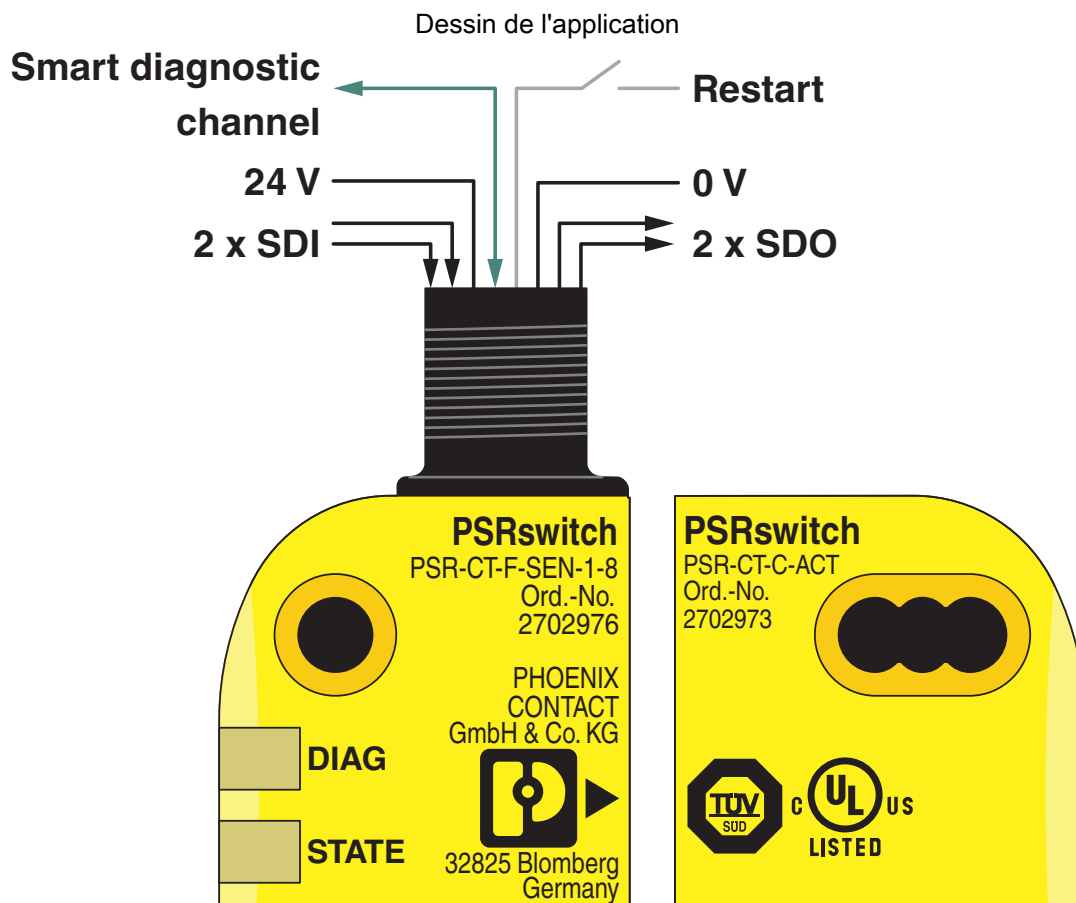 Dessin de l'application
Smart diagnostic
channel
Restart
24 V
0 V
2 x SDI
2 x SDO
PSRswitch
PSR-CT-F-SEN-1-8
Ord.-No.
2702976
PHOENIX
CONTACT
GmbH & Co. KG
DIAG
STATE
32825 Blomberg
Germany
PSRswitch
PSR-CT-C-ACT
Ord.-No.
2702973
TÜV
SÜD
C UL US
LISTED